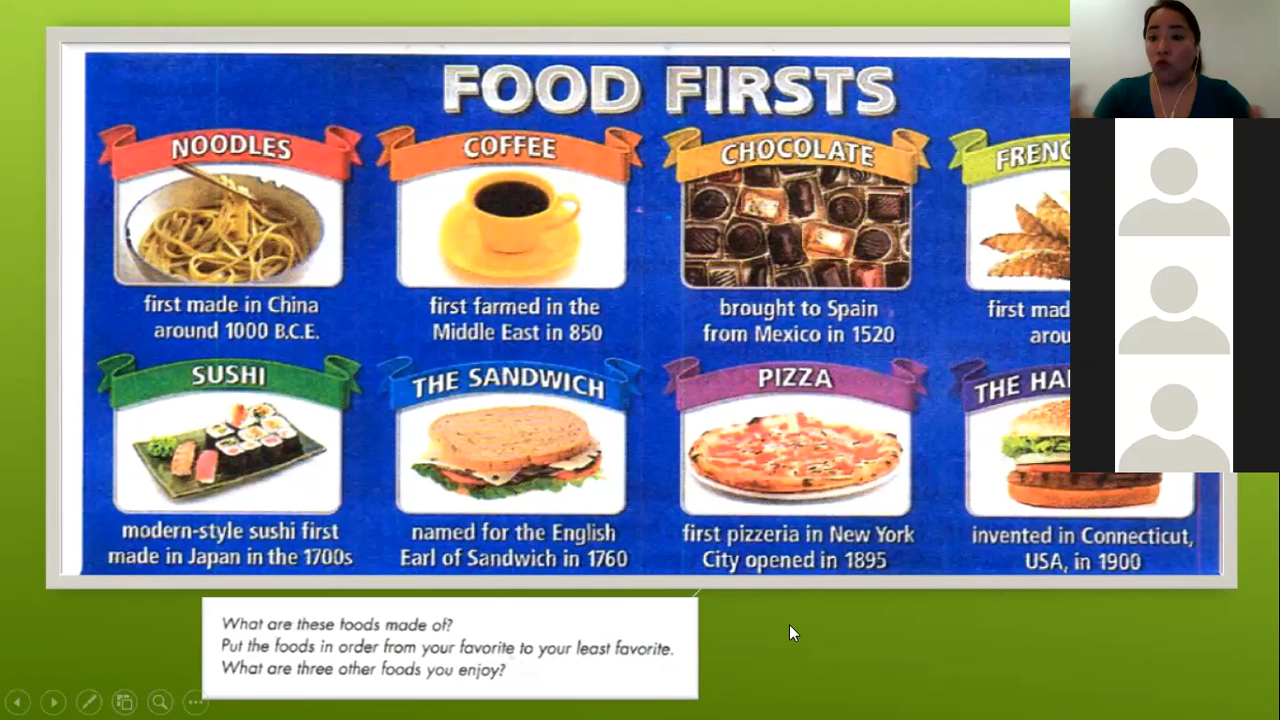 FOOD FIRSTS
NOODLES
first made in China
around 1000 B.C.E.
COFFEE
first farmed in the
Middle East in 850
CHOCOLATE
brought to Spain
from Mexico in 1520
SUSHI
modern-style sushi first
made in Japan in the 1700s
THE SANDWICH
named for the English
Earl of Sandwich in 1760
PIZZA
first pizzeria in New York
City opened in 1895
THE
invented in Connecticut,
USA, in 1900
first
What are these foods made of?
Put the foods in order from your favorite to your least favorite.
What are three other foods you enjoy?